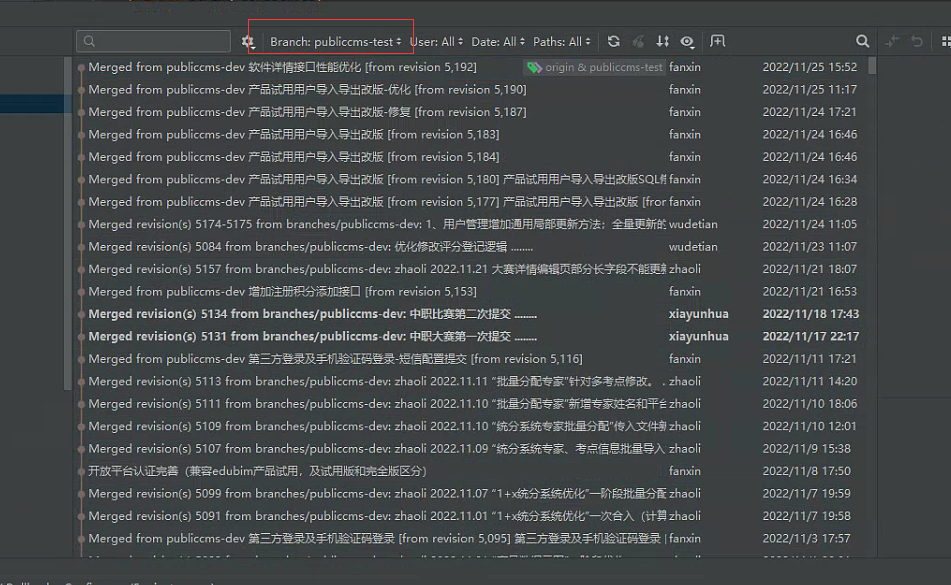 Branch: publiccms-test User: All Date: All Paths: All
Merged from publiccms-dev 软件详情接口性能优化 [from revision 5,192] origin & publiccms-test fanxin 2022/11/25 15:52
Merged from publiccms-dev 产品试用用户导入导出改版-优化 [from revision 5,190] fanxin 2022/11/25 11:17
Merged from publiccms-dev 产品试用用户导入导出改版-修复 [from revision 5,187] fanxin 2022/11/24 17:21
Merged from publiccms-dev 产品试用用户导入导出改版 [from revision 5,183] fanxin 2022/11/24 16:46
Merged from publiccms-dev 产品试用用户导入导出改版 [from revision 5,184] fanxin 2022/11/24 16:46
Merged from publiccms-dev 产品试用用户导入导出改版 [from revision 5,180] 产品试用用户导入导出改版SQL fanxin 2022/11/24 16:34
Merged from publiccms-dev 产品试用用户导入导出改版 [from revision 5,177] 产品试用用户导入导出改版 [from fanxin 2022/11/24 16:28
Merged revision(s) 5174-5175 from branches/publiccms-dev: 1、用户管理增加通用局部更新方法：全量更新的 wudetian 2022/11/24 11:05
Merged revision(s) 5084 from branches/publiccms-dev: 优化修改评分登记逻辑 ........ wudetian 2022/11/23 11:07
Merged revision(s) 5157 from branches/publiccms-dev: zhaoli 2022.11.21 大赛详情编辑页部分长字段不能更新 zhaoli 2022/11/21 18:07
Merged from publiccms-dev 增加注册积分添加接口 [from revision 5,153] fanxin 2022/11/21 16:53
Merged revision(s) 5134 from branches/publiccms-dev: 中职比赛第二次提交 ........ xiayunhua 2022/11/18 17:43
Merged revision(s) 5131 from branches/publiccms-dev: 中职大赛第一次提交 ........ xiayunhua 2022/11/17 22:17
Merged from publiccms-dev 第三方登录及手机验证码登录-短信配置提交 [from revision 5,116] fanxin 2022/11/11 17:21
Merged revision(s) 5113 from branches/publiccms-dev: zhaoli 2022.11.11 “批量分配专家”针对多考点修改。 . zhaoli 2022/11/11 14:20
Merged revision(s) 5111 from branches/publiccms-dev: zhaoli 2022.11.10 “批量分配专家”新增专家姓名和平台 zhaoli 2022/11/10 18:06
Merged revision(s) 5109 from branches/publiccms-dev: zhaoli 2022.11.10 “统分系统专家批量分配”传入文件 zhaoli 2022/11/10 12:01
Merged revision(s) 5107 from branches/publiccms-dev: zhaoli 2022.11.09 “统分系统专家、考点信息批量导入 zhaoli 2022/11/9 15:38
开放平台认证完善（兼容edubim产品试用，及试用版和完全版区分） fanxin 2022/11/8 17:50
Merged revision(s) 5099 from branches/publiccms-dev: zhaoli 2022.11.07 “1+x统分系统优化”一阶段批量分配 zhaoli 2022/11/7 19:59
Merged revision(s) 5091 from branches/publiccms-dev: zhaoli 2022.11.01 “1+x统分系统优化”一次合入（计算 zhaoli 2022/11/7 19:58
Merged from publiccms-dev 第三方登录及手机验证码登录 [from revision 5,095] 第三方登录及手机验证码登录 fanxin 2022/11/3 17:57